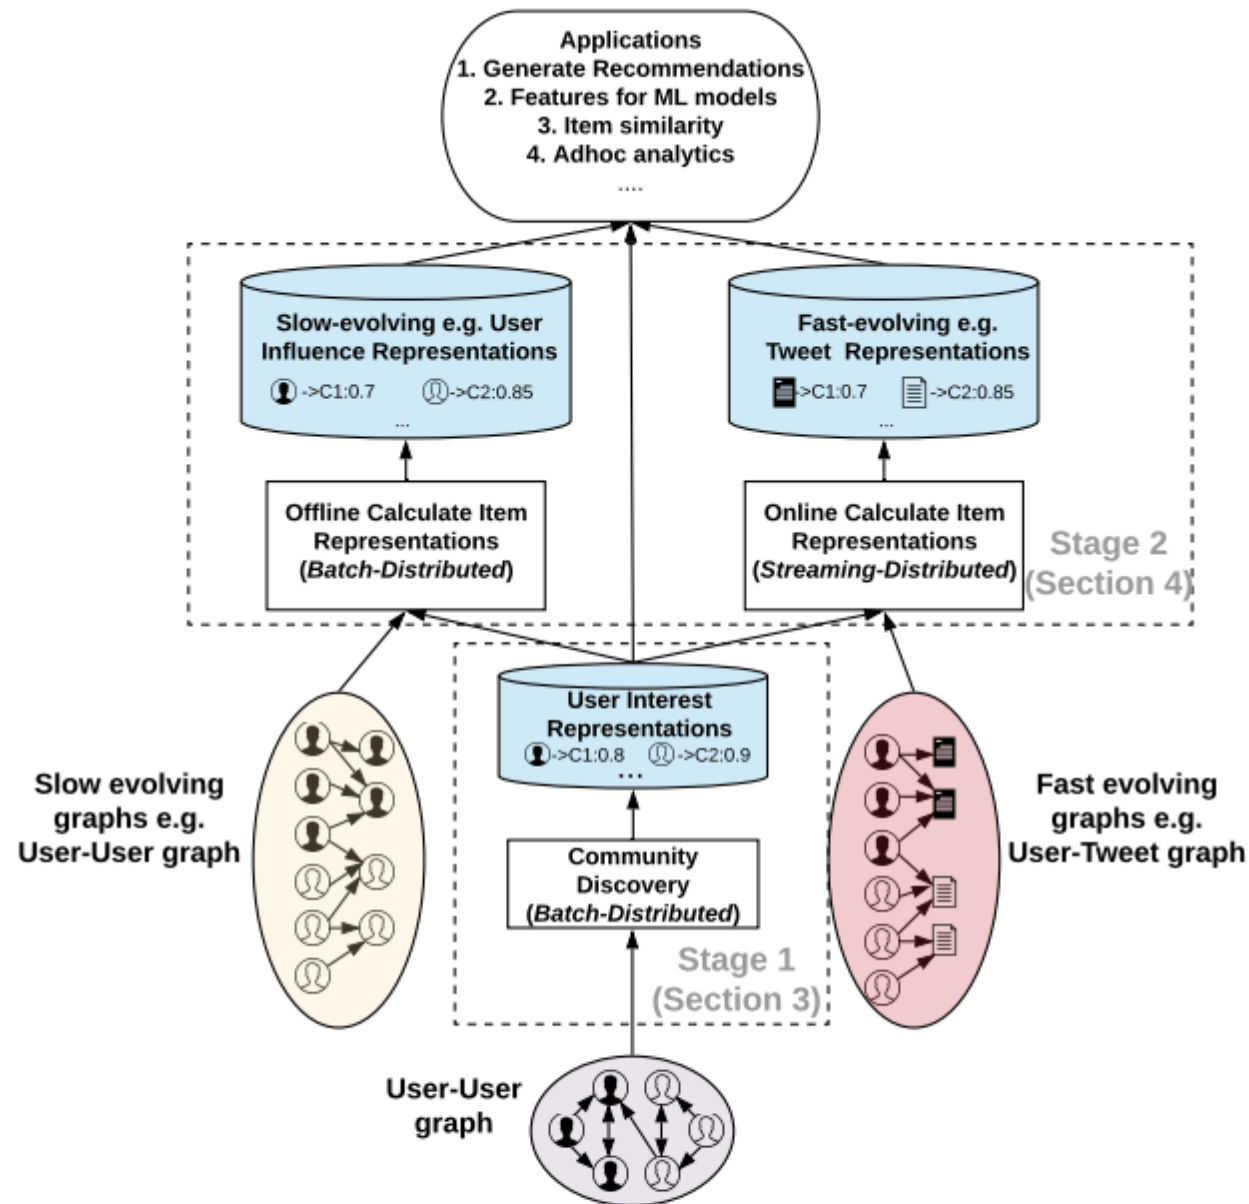 Applications
1. Generate Recommendations
2. Features for ML models
3. Item similarity
4. Adhoc analytics
....
Slow-evolving e.g. User
Influence Representations
->C1:0.7 ->C2:0.85
...
Fast-evolving e.g.
Tweet Representations
->C1:0.7 ->C2:0.85
...
Offline Calculate Item
Representations
(Batch-Distributed)
Online Calculate Item
Representations
(Streaming-Distributed)
Stage 2
(Section 4)
User Interest
Representations
->C1:0.8 ->C2:0.9
...
Slow evolving
graphs e.g.
User-User graph
Fast evolving
graphs e.g.
User-Tweet graph
Community
Discovery
(Batch-Distributed)
Stage 1
(Section 3)
User-User
graph